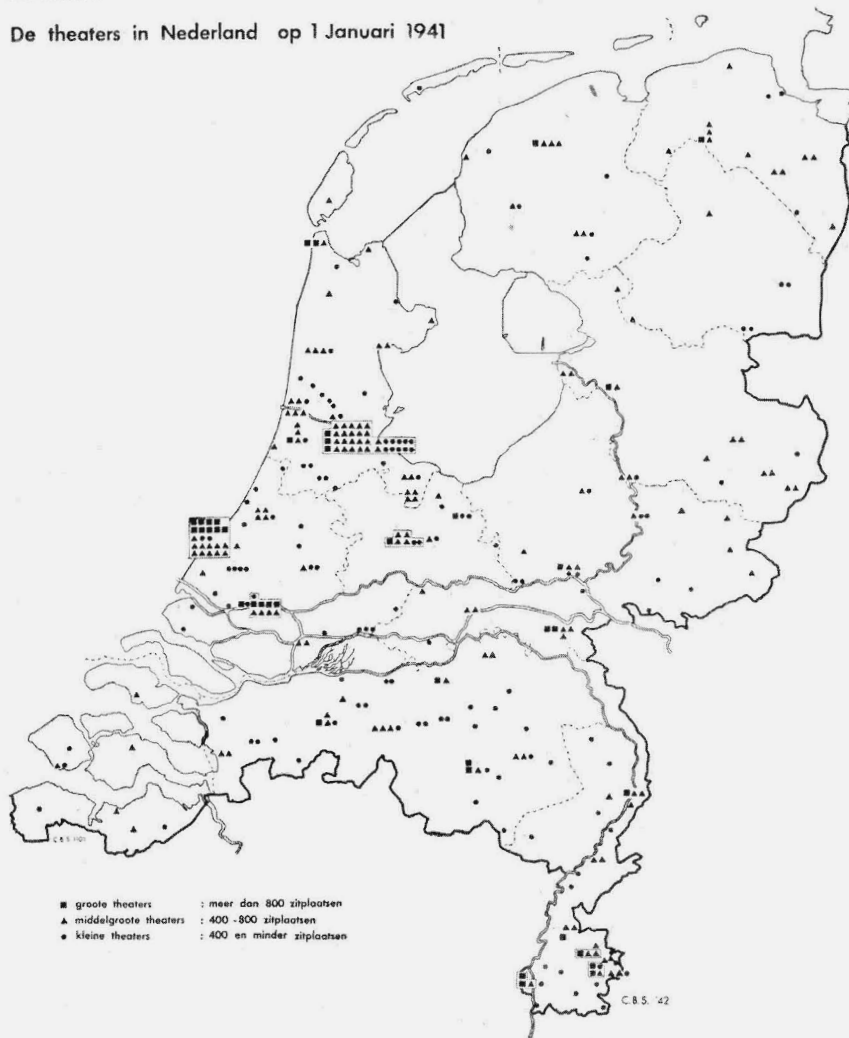 De theaters in Nederland op 1 Januari 1941
■ groote theaters : meer dan 800 zitplaatsen
▲ middelgroote theaters : 400 - 800 zitplaatsen
● kleine theaters : 400 en minder zitplaatsen
C.B.S. '42